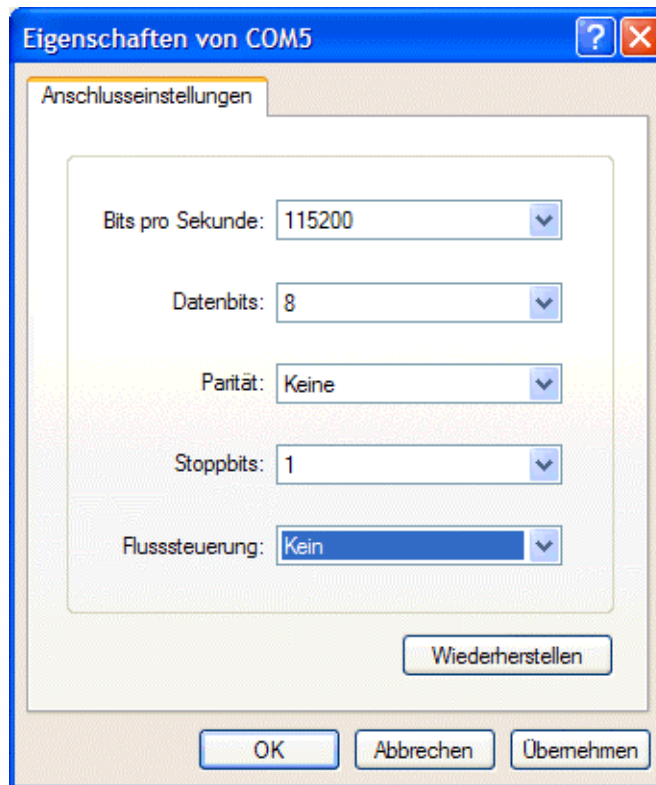 Eigenschaften von COM5
?
Anschlusseinstellungen
Bits pro Sekunde: 115200
Datenbits: 8
Parität: Keine
Stoppbits: 1
Flusssteuerung: Kein
Wiederherstellen
OK Abbrechen Übernehmen